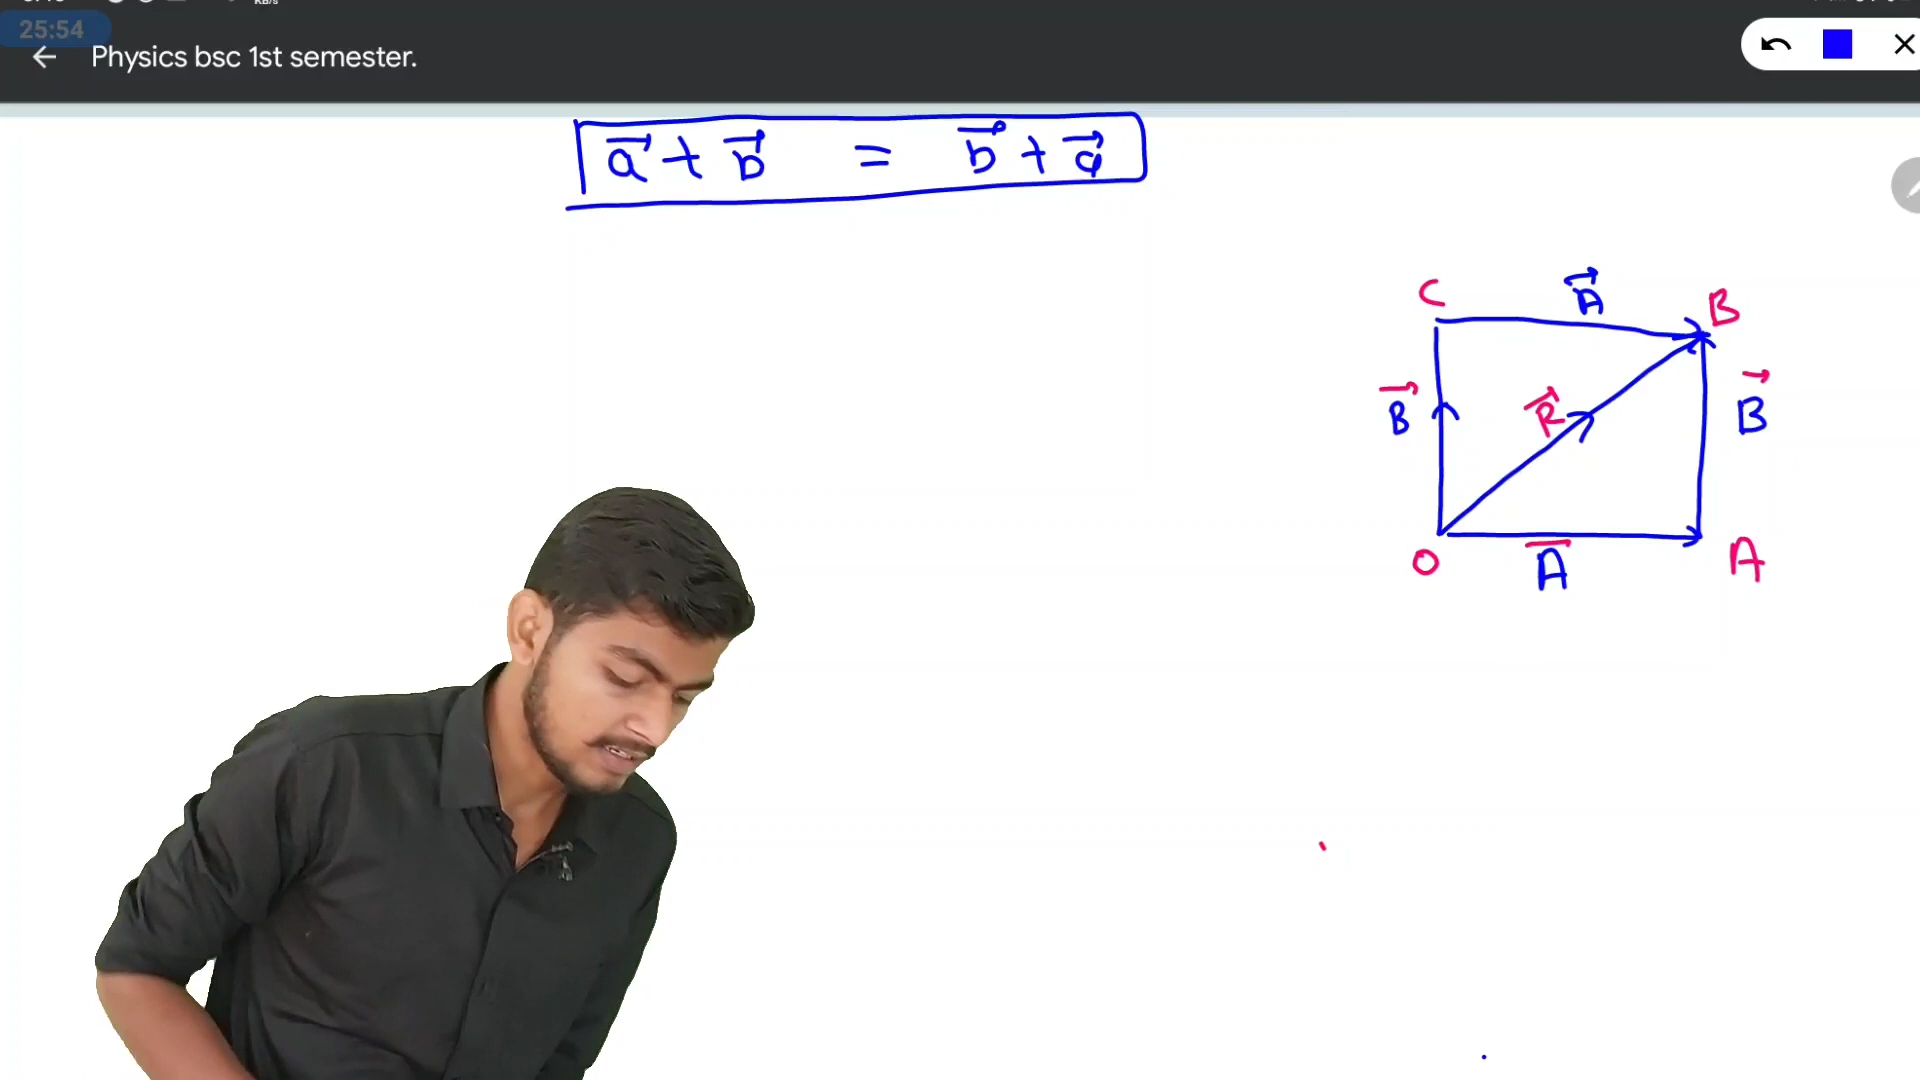 25:54
Physics bsc 1st semester.
a⃗ + b⃗ = b⃗ + a⃗
C A⃗ B
B⃗ R⃗ B⃗
O A̅ A